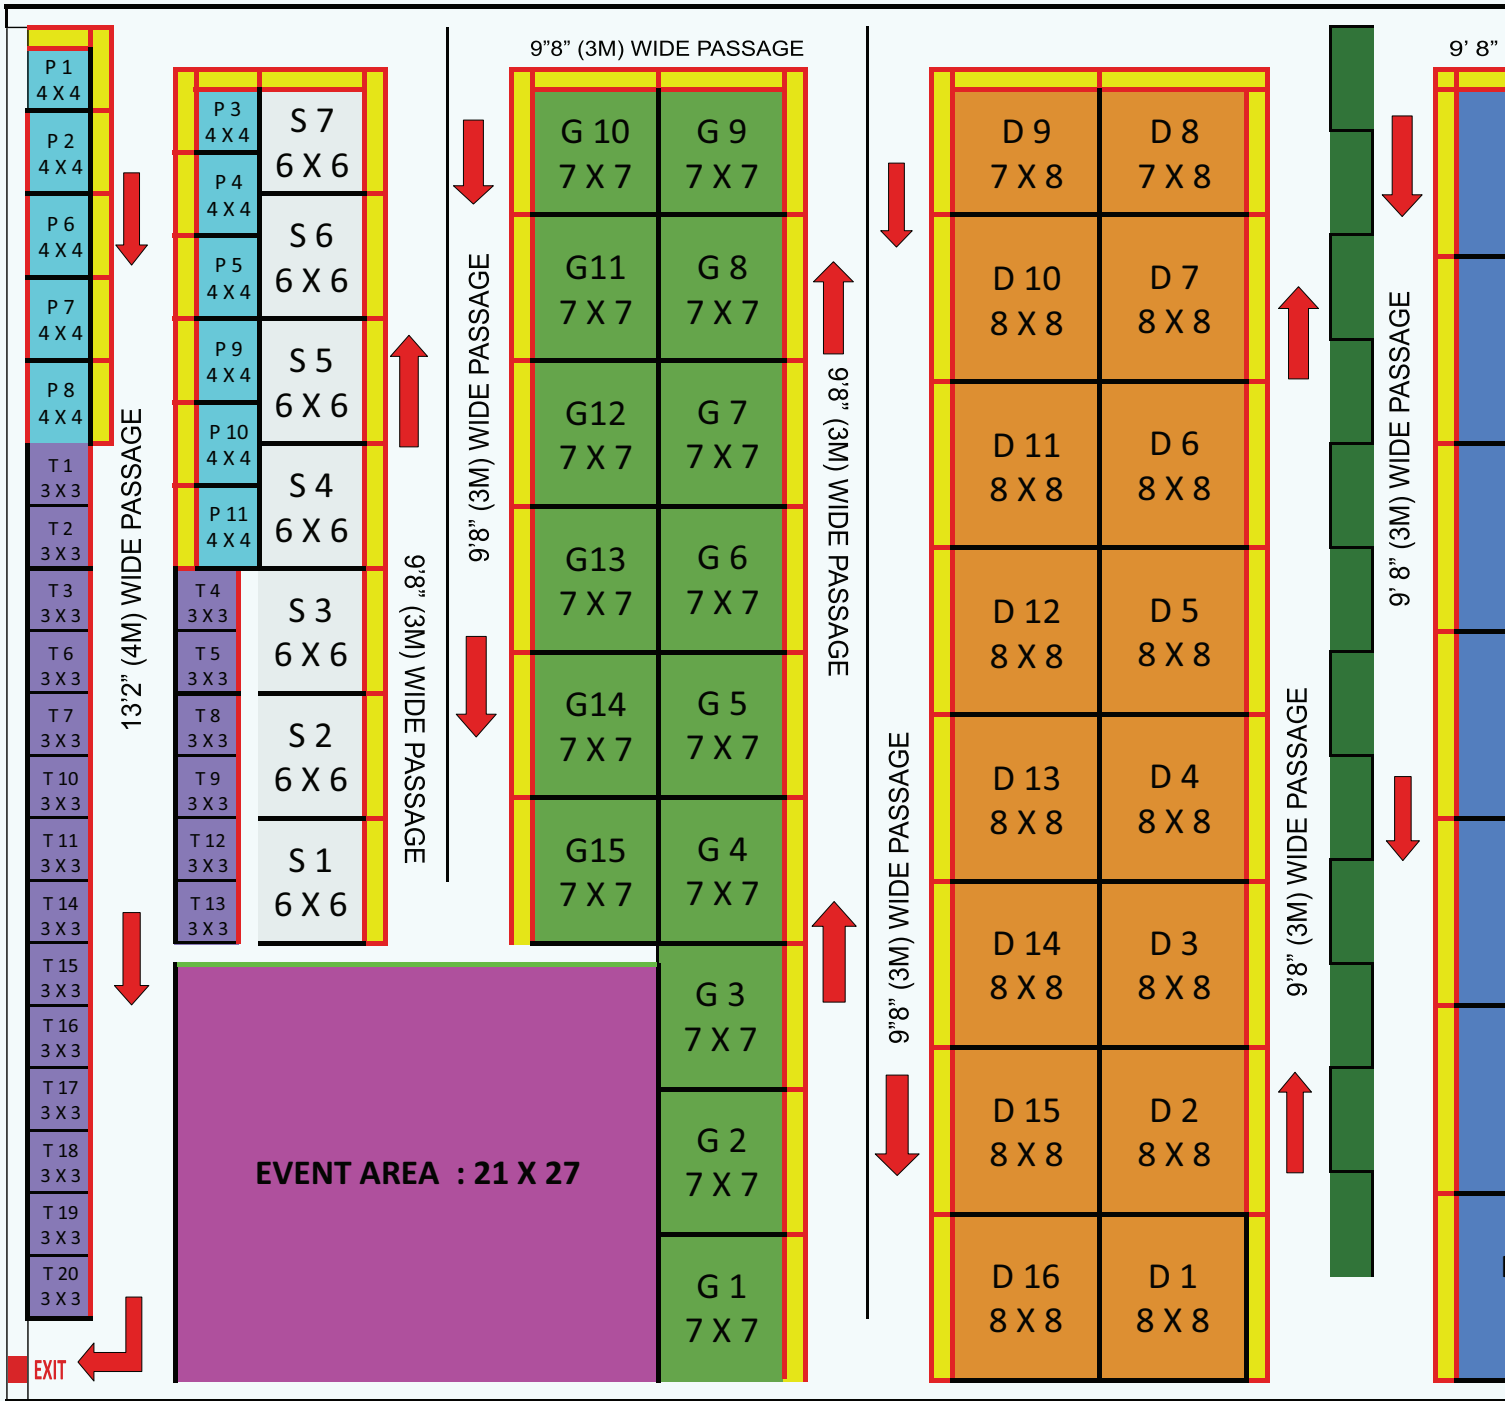 P 1
4 X 4
P 2
4 X 4
P 6
4 X 4
P 7
4 X 4
P 8
4 X 4
T 1
3 X 3
T 2
3 X 3
T 3
3 X 3
T 6
3 X 3
T 7
3 X 3
T 10
3 X 3
T 11
3 X 3
T 14
3 X 3
T 15
3 X 3
T 16
3 X 3
T 17
3 X 3
T 18
3 X 3
T 19
3 X 3
T 20
3 X 3
EXIT
13'2” (4M) WIDE PASSAGE
P 3
4 X 4
P 4
4 X 4
P 5
4 X 4
P 9
4 X 4
P 10
4 X 4
P 11
4 X 4
T 4
3 X 3
T 5
3 X 3
T 8
3 X 3
T 9
3 X 3
T 12
3 X 3
T 13
3 X 3
S 7
6 X 6
S 6
6 X 6
S 5
6 X 6
S 4
6 X 6
S 3
6 X 6
S 2
6 X 6
S 1
6 X 6
9'8” (3M) WIDE PASSAGE
9'8” (3M) WIDE PASSAGE
9”8” (3M) WIDE PASSAGE
G 10
7 X 7
G 9
7 X 7
G11
7 X 7
G 8
7 X 7
G12
7 X 7
G 7
7 X 7
G13
7 X 7
G 6
7 X 7
G14
7 X 7
G 5
7 X 7
G15
7 X 7
G 4
7 X 7
G 3
7 X 7
G 2
7 X 7
G 1
7 X 7
EVENT AREA : 21 X 27
9'8” (3M) WIDE PASSAGE
9”8” (3M) WIDE PASSAGE
D 9
7 X 8
D 8
7 X 8
D 10
8 X 8
D 7
8 X 8
D 11
8 X 8
D 6
8 X 8
D 12
8 X 8
D 5
8 X 8
D 13
8 X 8
D 4
8 X 8
D 14
8 X 8
D 3
8 X 8
D 15
8 X 8
D 2
8 X 8
D 16
8 X 8
D 1
8 X 8
9'8” (3M) WIDE PASSAGE
9' 8” (3M) WIDE PASSAGE
9' 8”